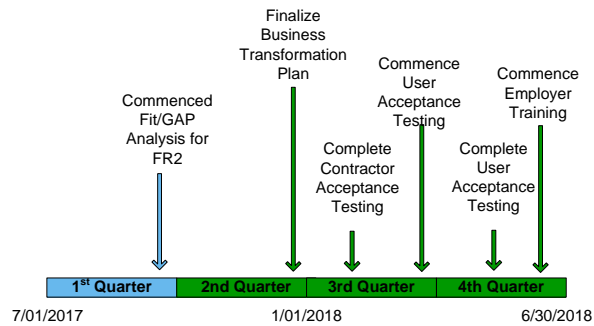 Finalize
Business
Transformation
Plan
Commenced
Fit/GAP
Analysis for
FR2
Commence
User
Acceptance
Testing
Commence
Employer
Training
Complete
Contractor
Acceptance
Testing
Complete
User
Acceptance
Testing
1st Quarter
2nd Quarter
3rd Quarter
4th Quarter
7/01/2017
1/01/2018
6/30/2018